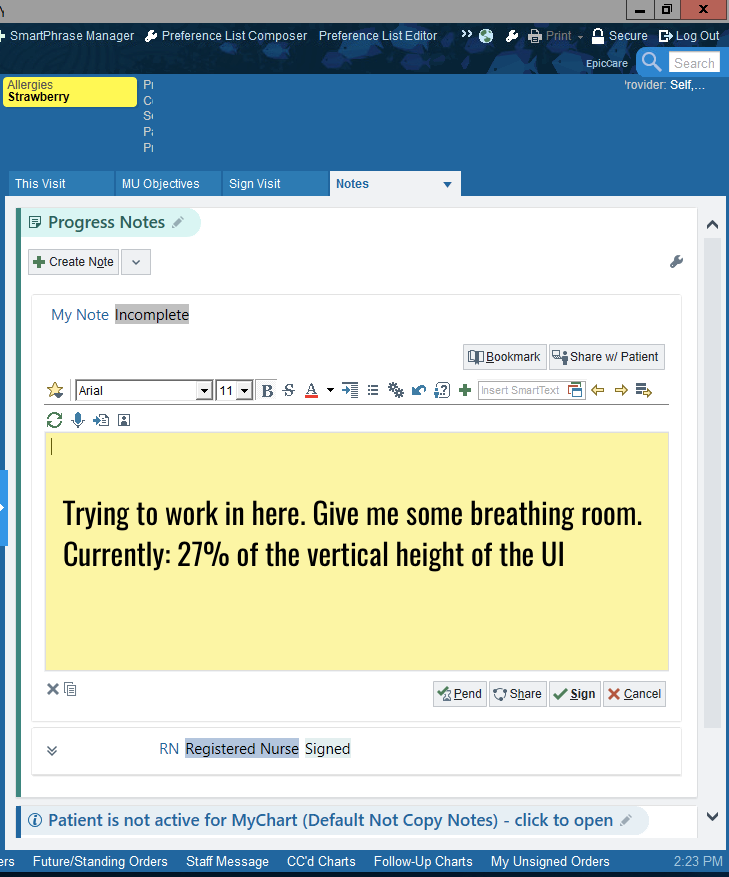 SmartPhrase Manager Preference List Composer Preference List Editor Print Secure Log Out
EpicCare Search
Allergies
Strawberry
rovider: Self,...
This Visit MU Objectives Sign Visit Notes
Progress Notes
Create Note
My Note Incomplete
Bookmark Share w/ Patient
Arial 11 B S A Insert SmartText
Trying to work in here. Give me some breathing room.
Currently: 27% of the vertical height of the UI
Pend Share Sign Cancel
RN Registered Nurse Signed
Patient is not active for MyChart (Default Not Copy Notes) - click to open
ers Future/Standing Orders Staff Message CC'd Charts Follow-Up Charts My Unsigned Orders 2:23 PM